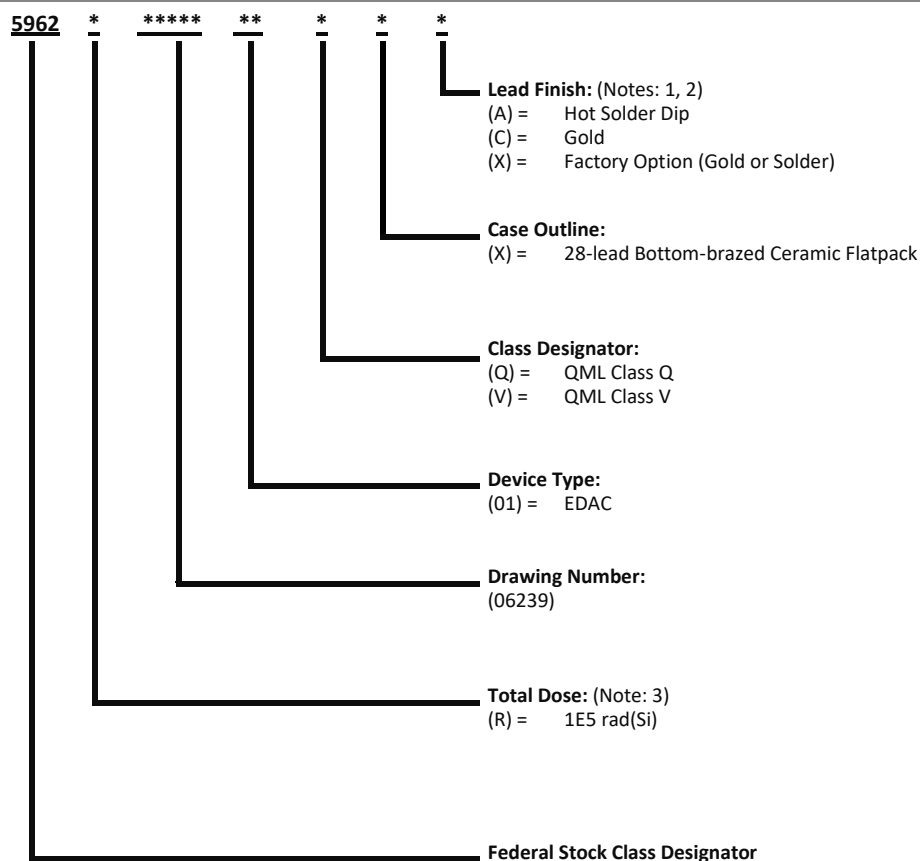 5962 * ***** ** * * *
Lead Finish: (Notes: 1, 2)
(A) = Hot Solder Dip
(C) = Gold
(X) = Factory Option (Gold or Solder)
Case Outline:
(X) = 28-lead Bottom-brazed Ceramic Flatpack
Class Designator:
(Q) = QML Class Q
(V) = QML Class V
Device Type:
(01) = EDAC
Drawing Number:
(06239)
Total Dose: (Note: 3)
(R) = 1E5 rad(Si)
Federal Stock Class Designator